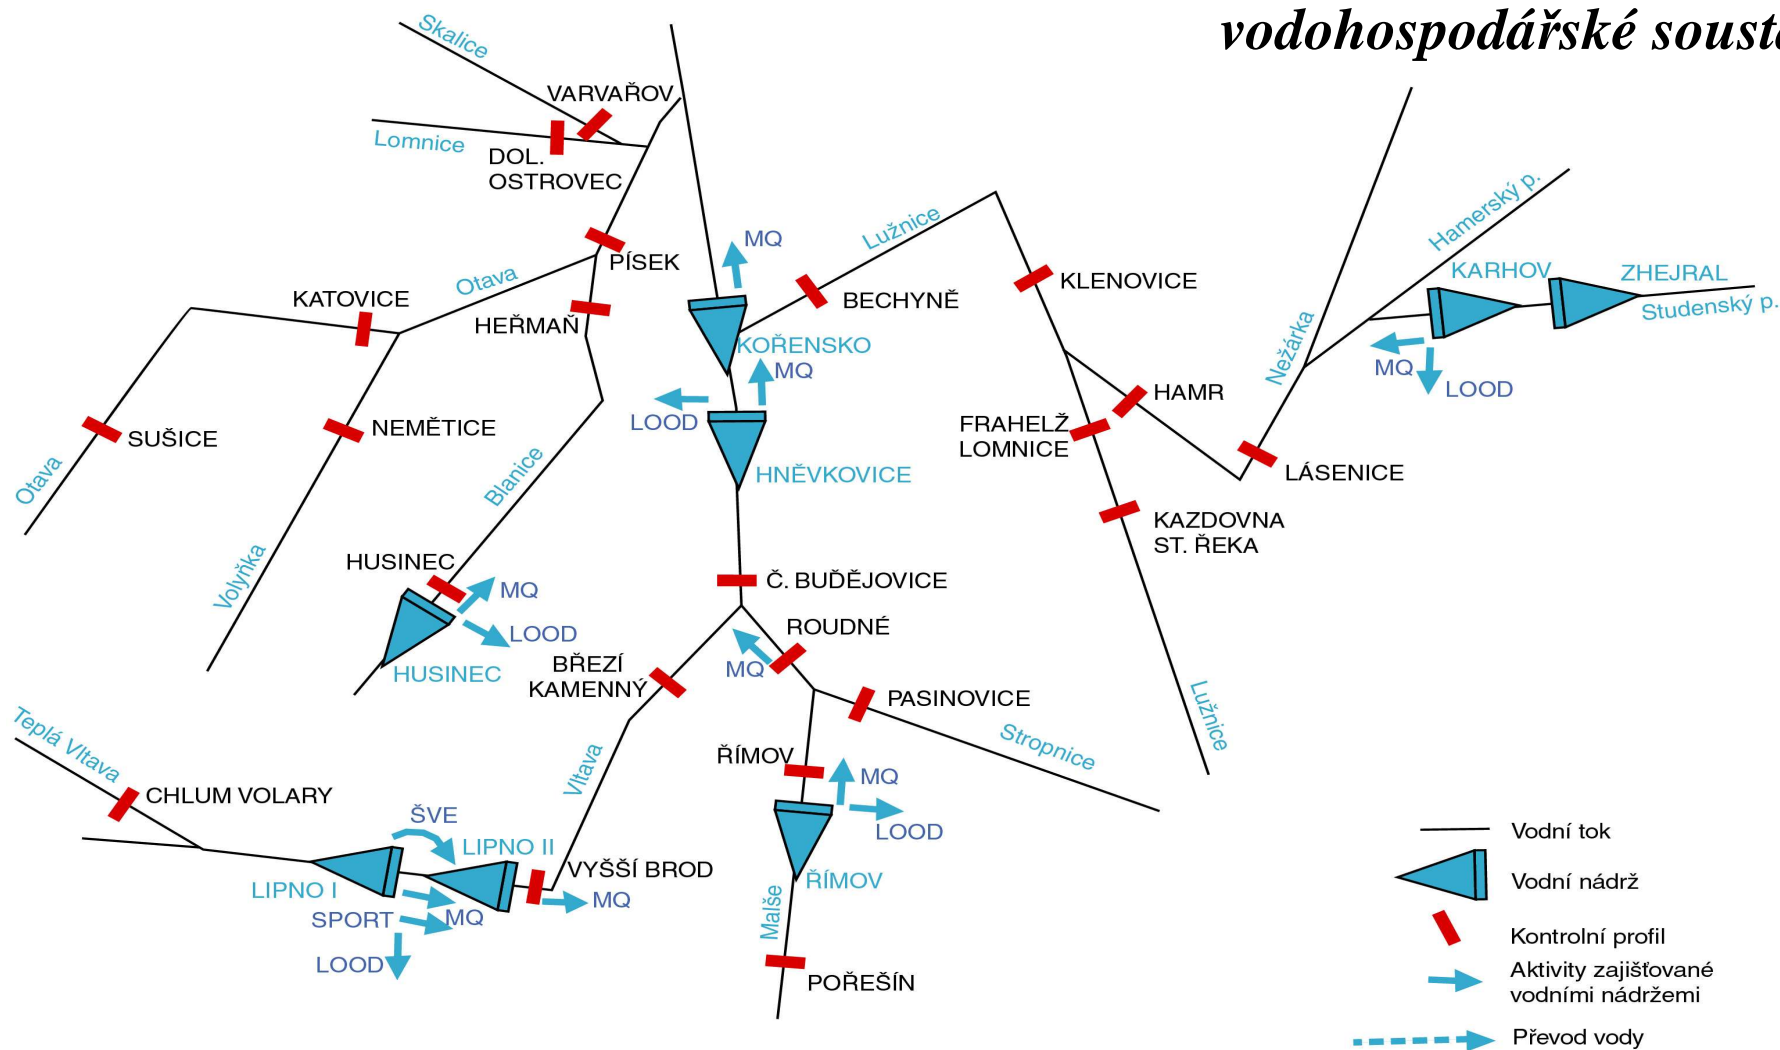 vodohospodářské
Skalice
VARVAŘOV
Lomnice
DOL.
OSTROVEC
PÍSEK
Otava
KATOVICE
HEŘMAŇ
MQ
Lužnice
BECHYNĚ
KLENOVICE
Hamerský p.
KARHOV
ZHEJRAL
Studenský p.
Nežárka
MQ
LOOD
KOŘENSKO
MQ
LOOD
HNĚVKOVICE
HAMR
FRAHELŽ
LOMNICE
LÁSENICE
KAZDOVNA
ST. ŘEKA
SUŠICE
NEMĚTICE
Otava
Blanice
Volyňka
HUSINEC
MQ
LOOD
HUSINEC
Č. BUĎĚJOVICE
ROUDNÉ
MQ
BŘEZÍ
KAMENNÝ
PASINOVICE
Stropnice
Lužnice
Teplá Vltava
CHLUM VOLARY
Vltava
ŘÍMOV
MQ
LOOD
ŘÍMOV
ŠVE
LIPNO II
VYŠŠÍ BROD
LIPNO I
MQ
SPORT
MQ
LOOD
Malše
POŘEŠÍN
Vodní tok
Vodní nádrž
Kontrolní profil
Aktivity zajišťované
vodními nádržemi
Převod vody